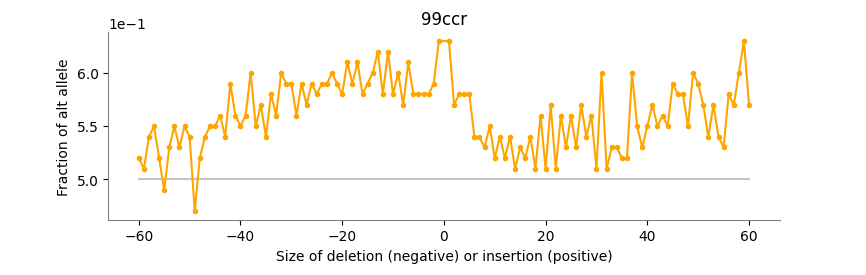 99ccr
1e−1
6.0
5.5
5.0
Fraction of alt allele
−60 −40 −20 0 20 40 60
Size of deletion (negative) or insertion (positive)